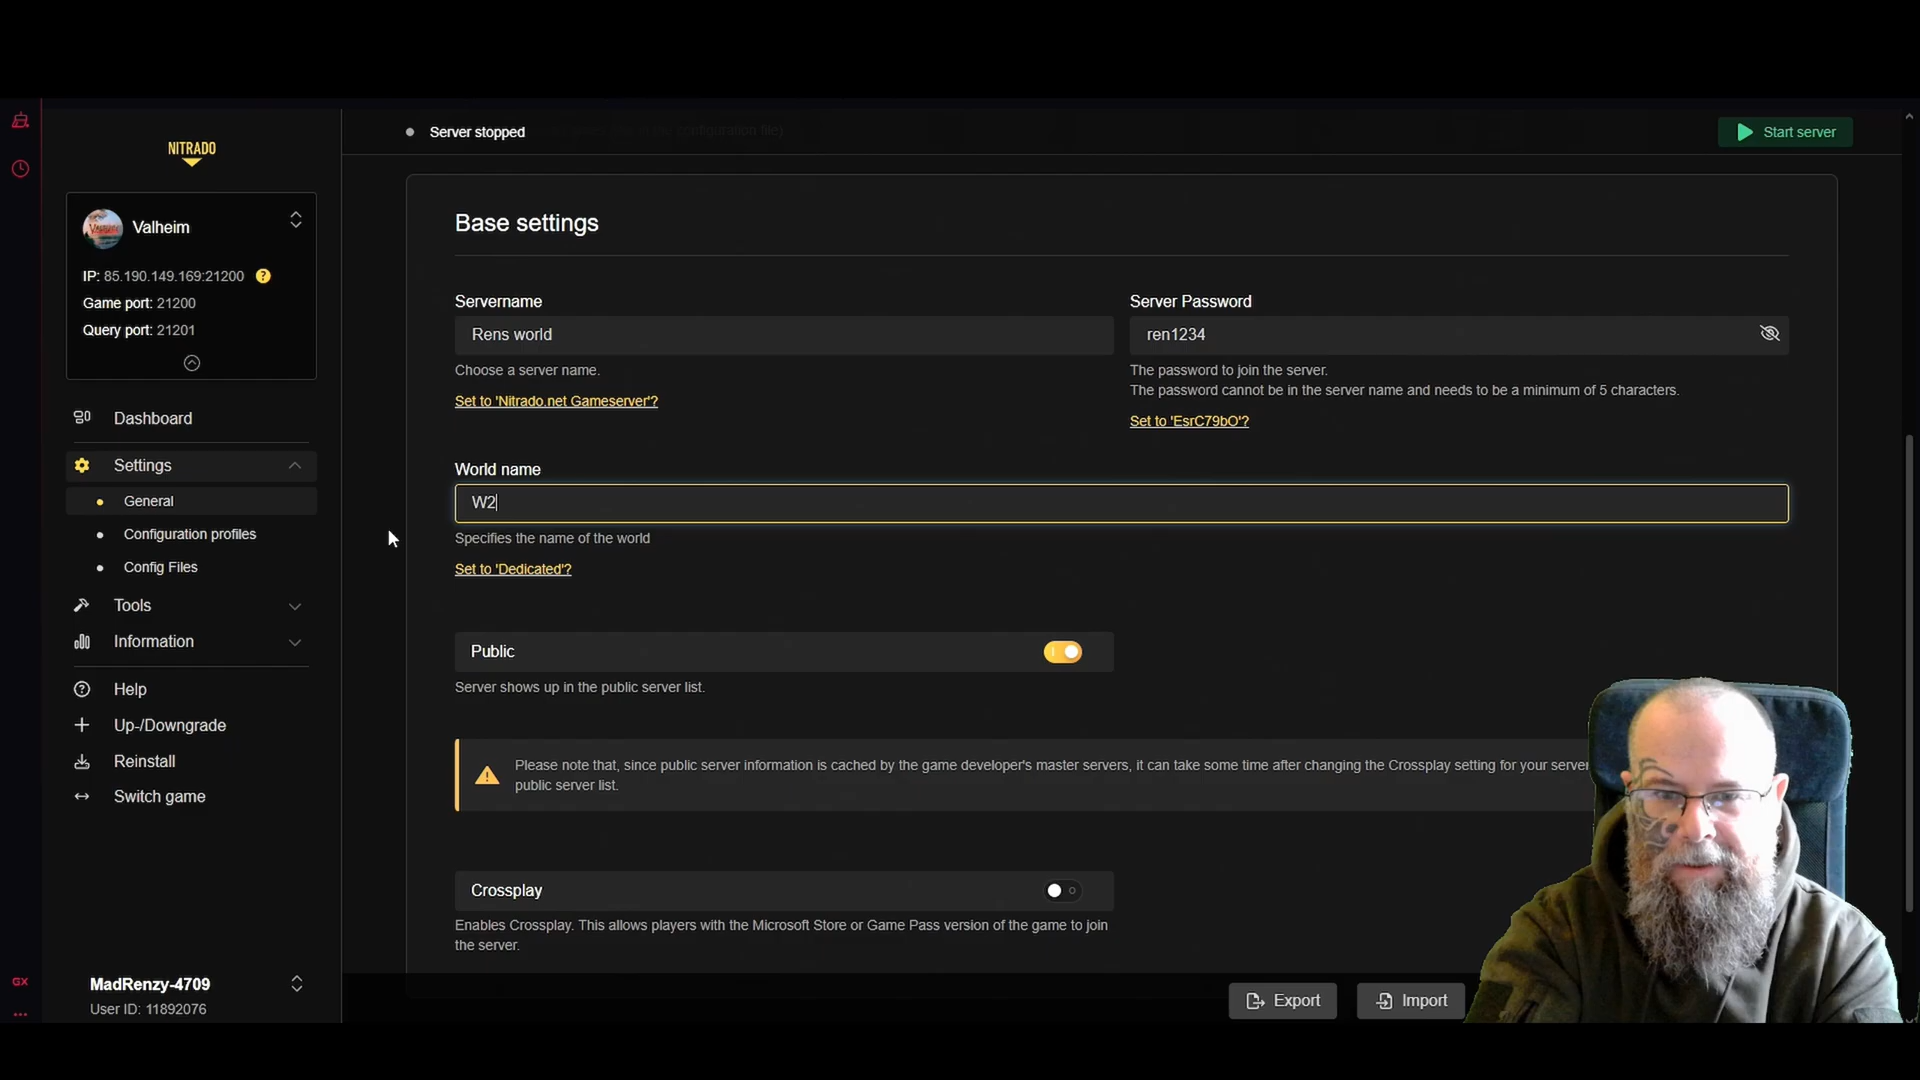 Server stopped
Start server
NITRADO
Valheim
IP: 85.190.149.169:21200 ?
Game port: 21200
Query port: 21201
Dashboard
Settings
General
Configuration profiles
Config Files
Tools
Information
Help
Up-/Downgrade
Reinstall
Switch game
MadRenzy-4709
User ID: 11892076
GX
Base settings
Servername
Rens world
Choose a server name.
Set to 'Nitrado.net Gameserver'?
Server Password
ren1234
The password to join the server.
The password cannot be in the server name and needs to be a minimum of 5 characters.
Set to 'EsrC79bO'?
World name
W2
Specifies the name of the world
Set to 'Dedicated'?
Public
Server shows up in the public server list.
Please note that, since public server information is cached by the game developer's master servers, it can take some time after changing the Crossplay setting for your server
public server list.
Crossplay
Enables Crossplay. This allows players with the Microsoft Store or Game Pass version of the game to join
the server.
Export
Import